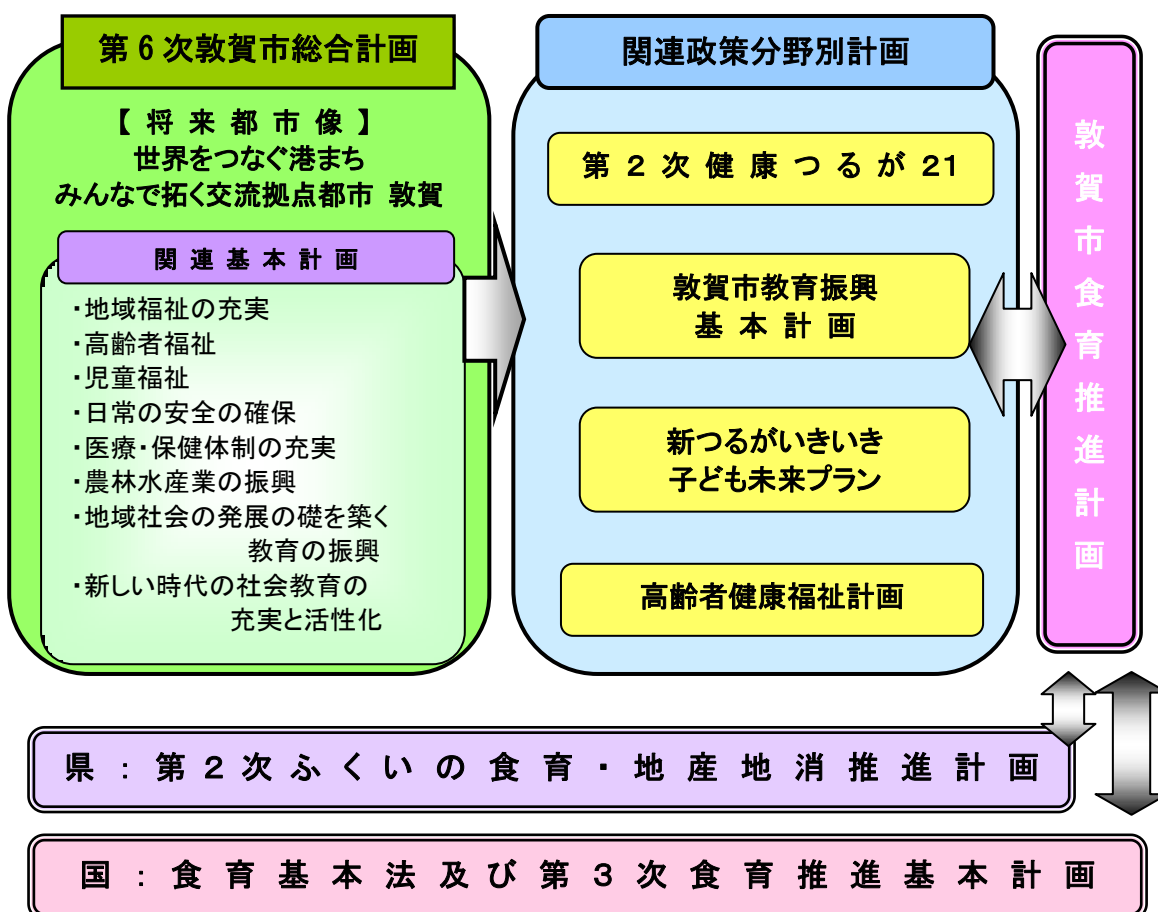 第6次敦賀市総合計画
【将来都市像】
世界をつなぐ港まち
みんなで拓く交流拠点都市 敦賀
関連基本計画
・地域福祉の充実
・高齢者福祉
・児童福祉
・日常の安全の確保
・医療・保健体制の充実
・農林水産業の振興
・地域社会の発展の礎を築く
教育の振興
・新しい時代の社会教育の
充実と活性化
関連政策分野別計画
第2次健康つるが21
敦賀市教育振興
基本計画
新つるがいきいき
子ども未来プラン
高齢者健康福祉計画
敦賀市食育推進計画
県:第2次ふくいの食育・地産地消推進計画
国:食育基本法及び第3次食育推進基本計画